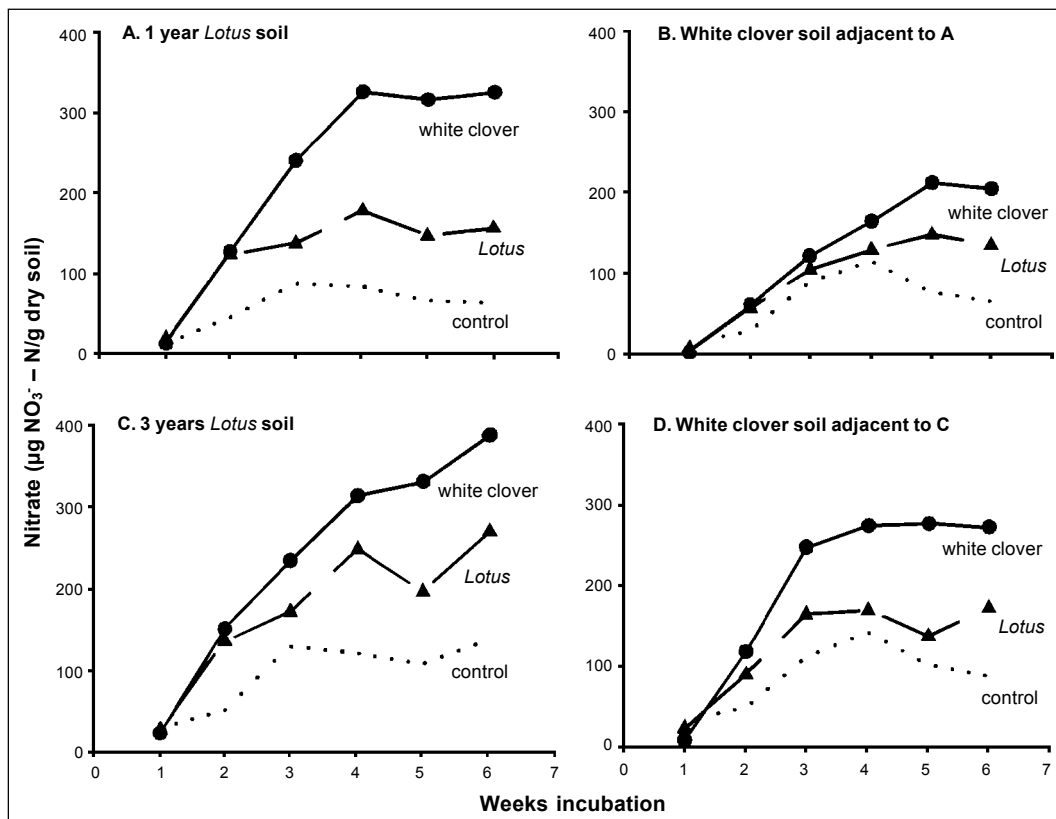 A. 1 year Lotus soil
400
300
200
100
0
white clover
Lotus
control
B. White clover soil adjacent to A
400
300
200
100
0
white clover
Lotus
control
Nitrate (µg NO₃⁻ – N/g dry soil)
C. 3 years Lotus soil
400
300
200
100
0
white clover
Lotus
control
0 1 2 3 4 5 6 7
D. White clover soil adjacent to C
400
300
200
100
0
white clover
Lotus
control
0 1 2 3 4 5 6 7
Weeks incubation